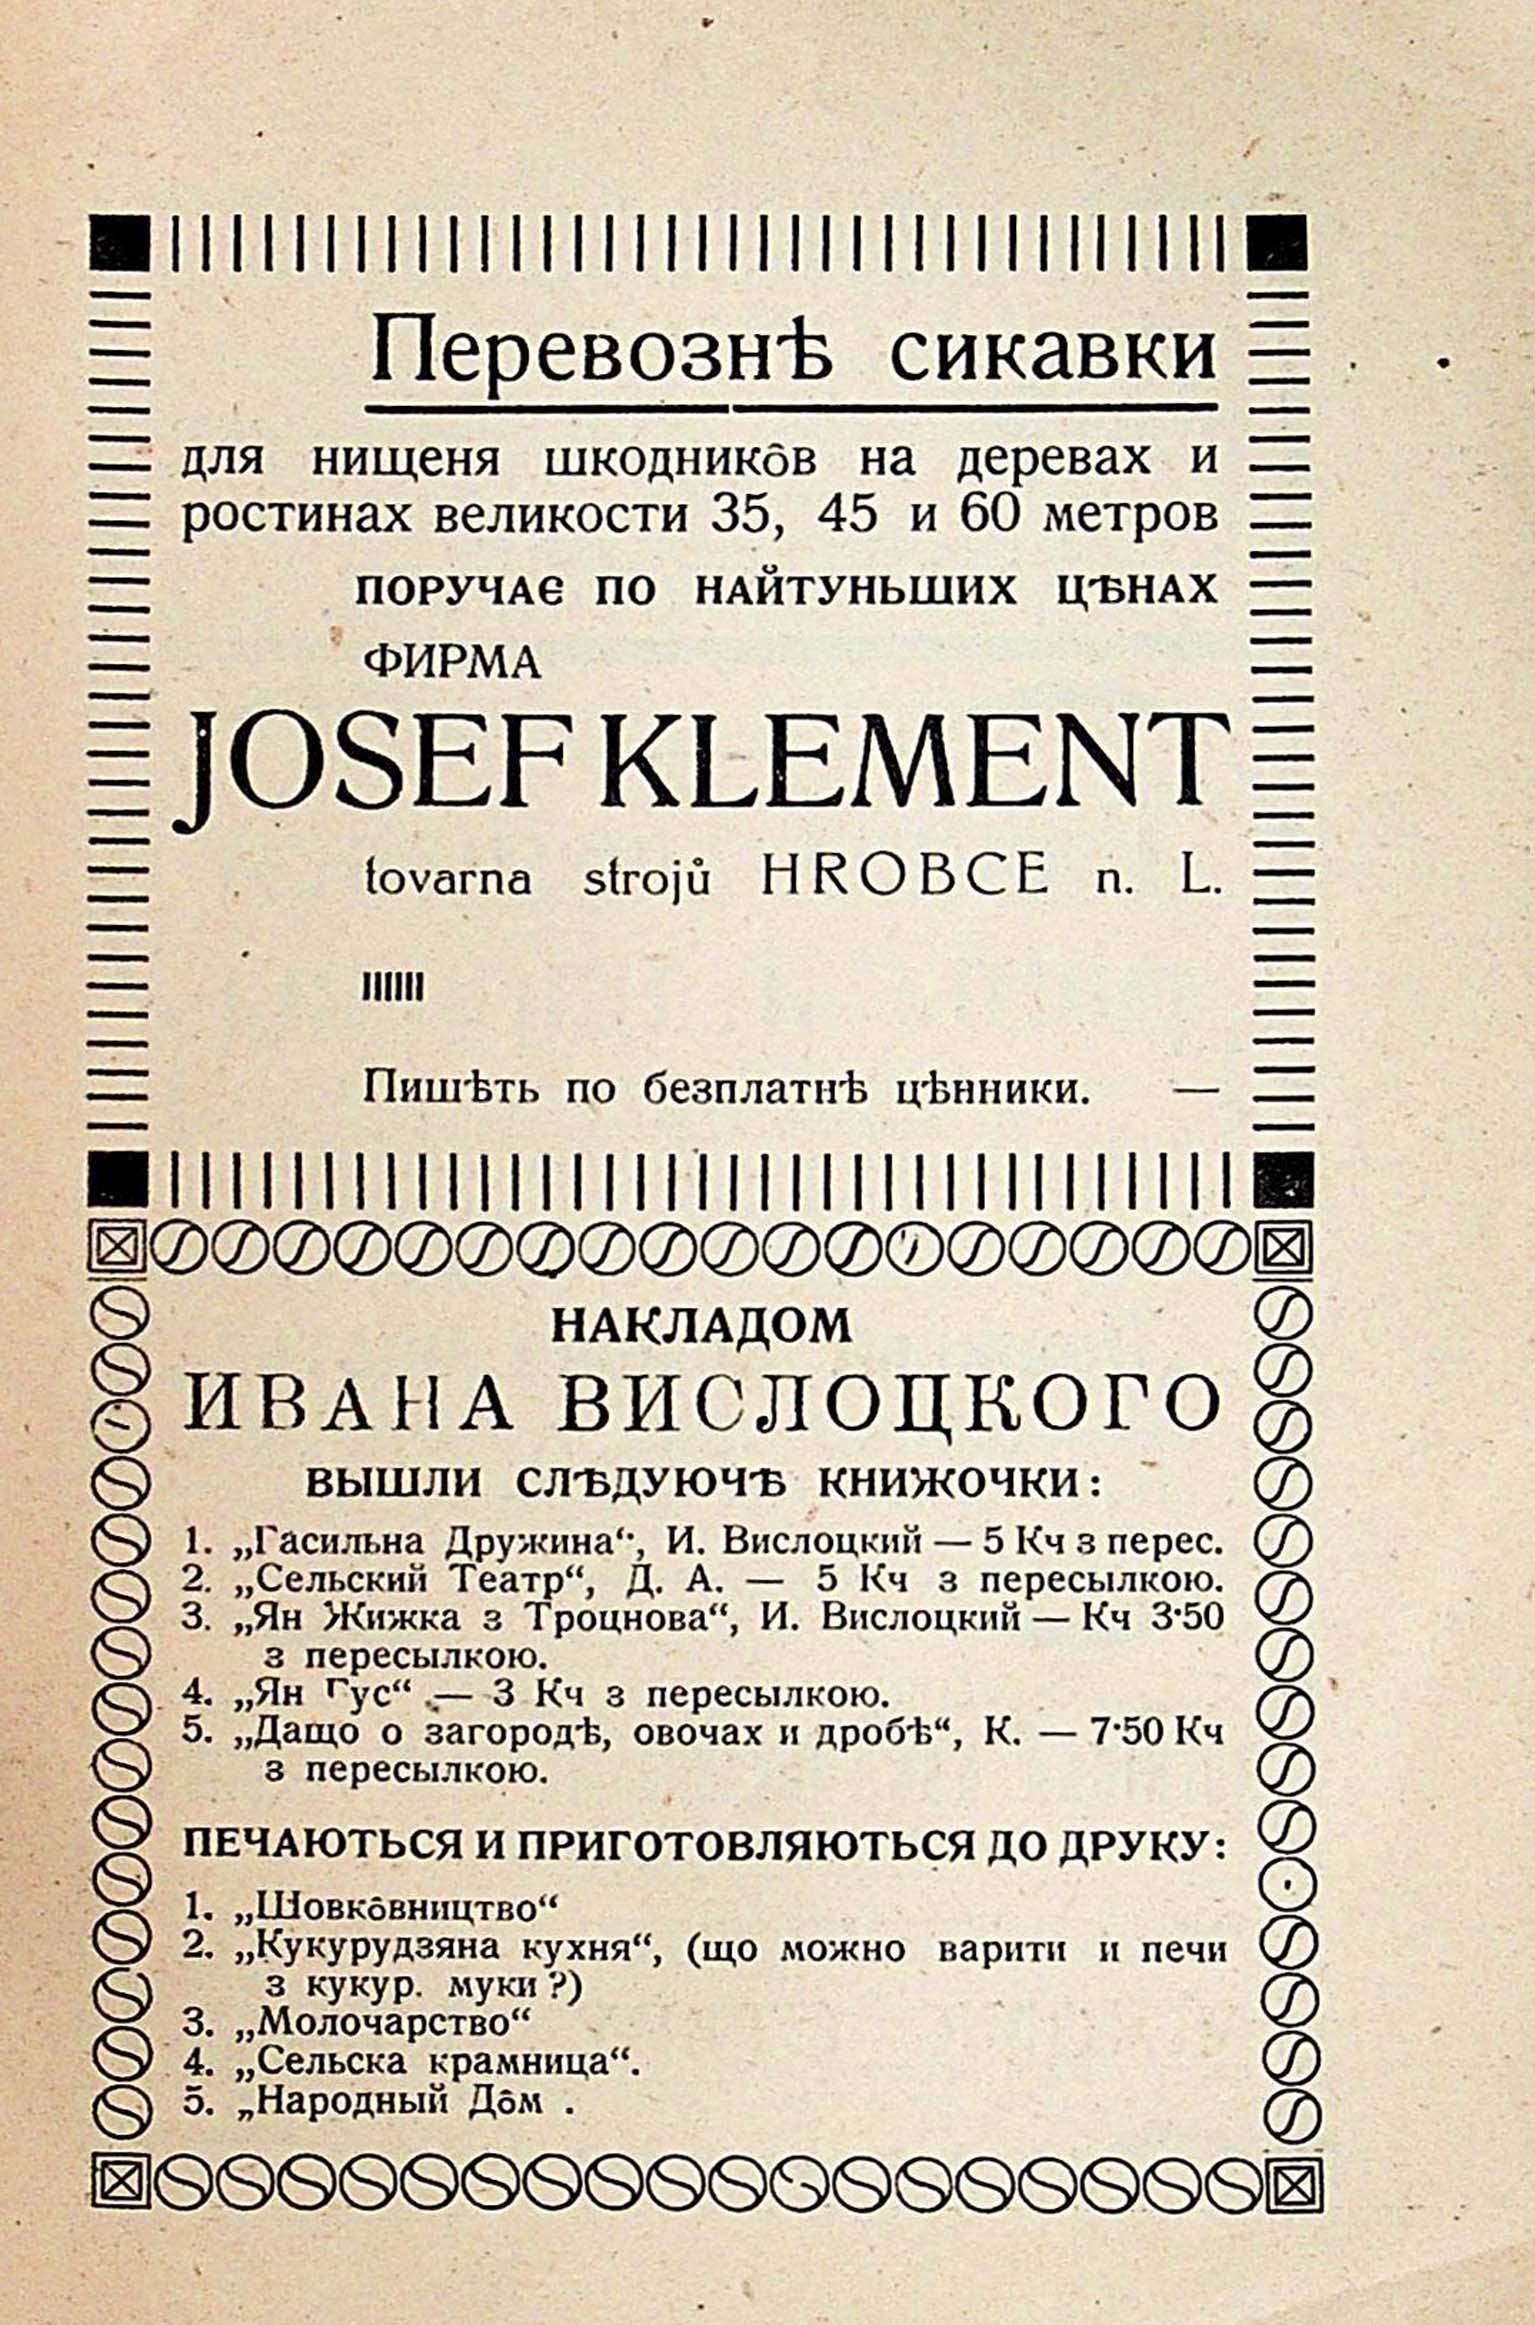 Перевознѣ сикавки
для нищеня шкодникôв на деревах и
ростинах великости 35, 45 и 60 метров
ПОРУЧАЄ ПО НАЙТУНЬШИХ ЦѢНАХ
ФИРМА
JOSEF KLEMENT
tovarna strojů HROBCE n. L.
Пишѣть по безплатнѣ цѣнники. —
НАКЛАДОМ
ИВАНА ВИСЛОЦКОГО
ВЫШЛИ СЛѢДУЮЧѢ КНИЖОЧКИ:
1. „Гасильна Дружина“, И. Вислоцкий — 5 Кч з перес.
2. „Сельский Театр“, Д. А. — 5 Кч з пересылкою.
3. „Ян Жижка з Троцнова“, И. Вислоцкий — Кч 3·50
з пересылкою.
4. „Ян Гус“ — 3 Кч з пересылкою.
5. „Дащо о загородѣ, овочах и дробѣ“, К. — 7·50 Кч
з пересылкою.
ПЕЧАЮТЬСЯ И ПРИГОТОВЛЯЮТЬСЯ ДО ДРУКУ:
1. „Шовкôвництво“
2. „Кукурудзяна кухня“, (що можно варити и печи
з кукур. муки ?)
3. „Молочарство“
4. „Сельска крамница“.
5. „Народный Дôм .